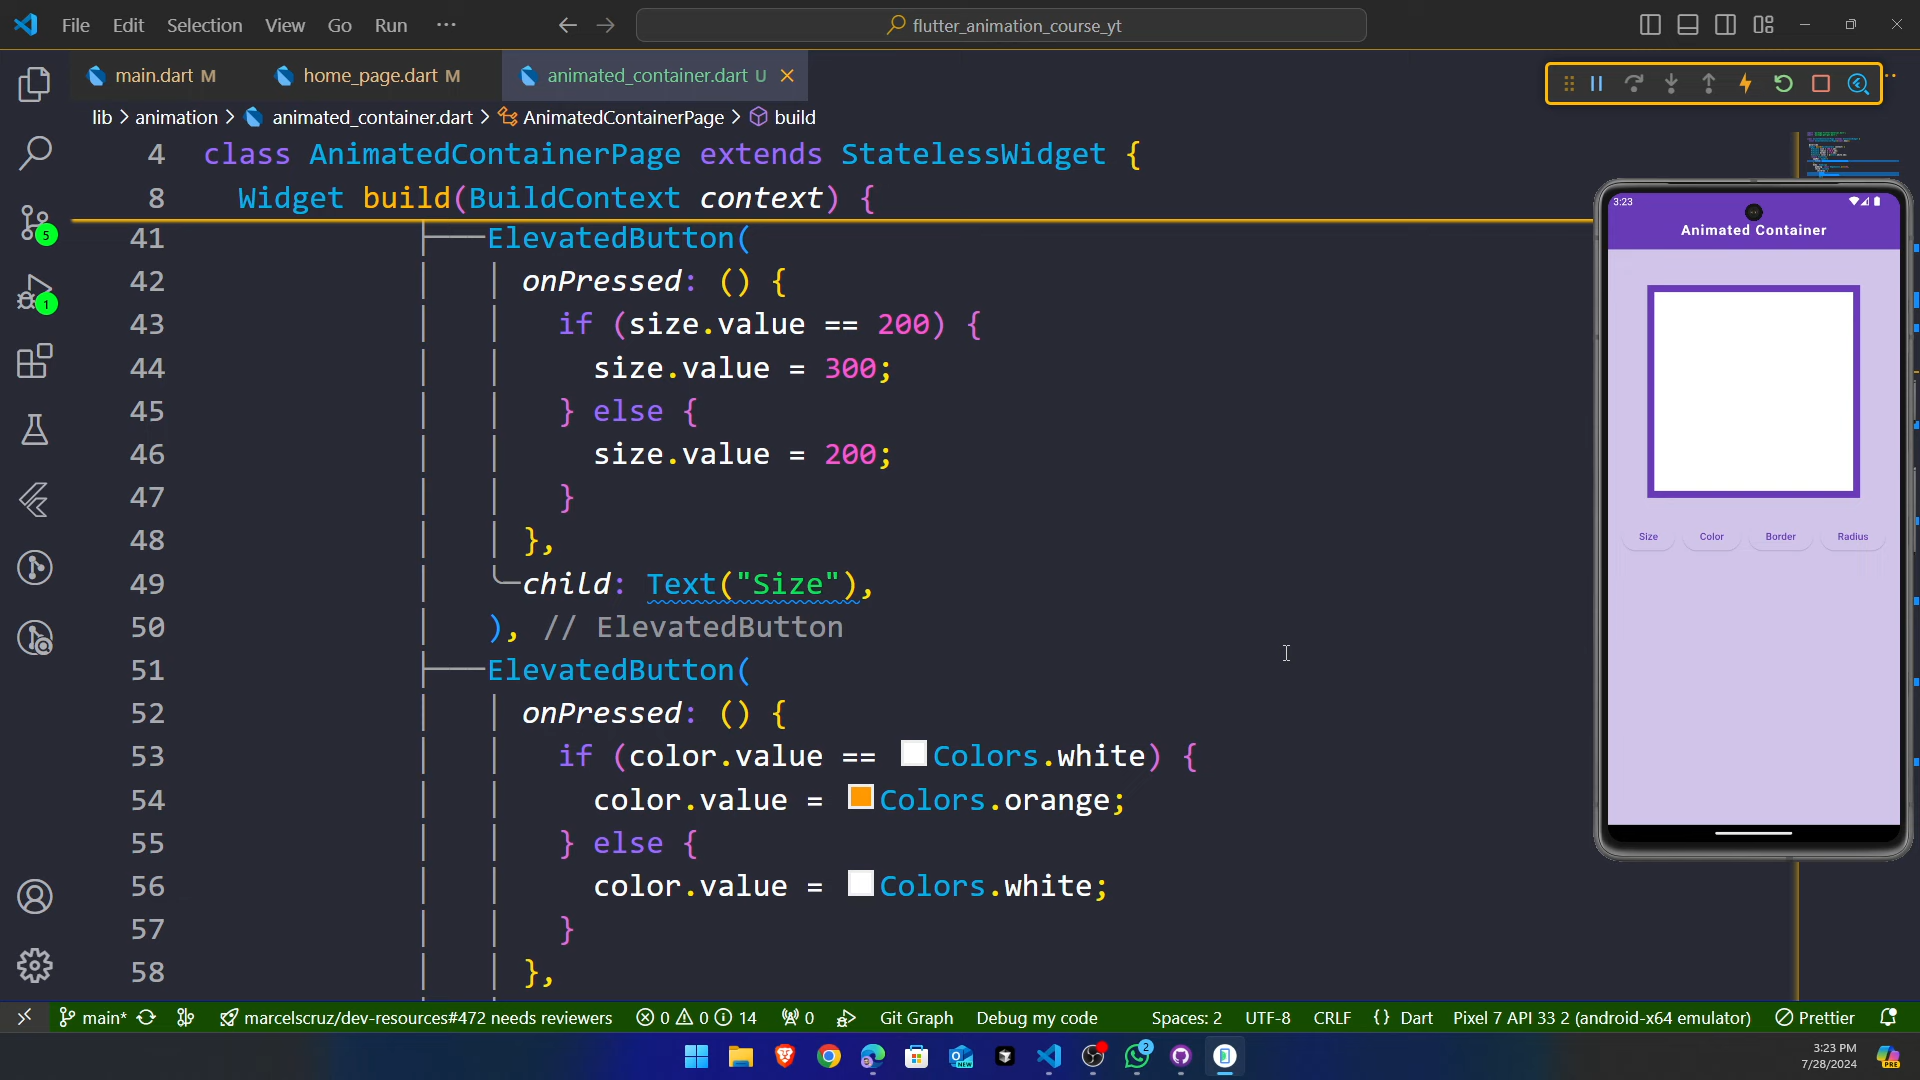 File Edit Selection View Go Run ···
flutter_animation_course_yt
main.dart M
home_page.dart M
animated_container.dart U
lib > animation > animated_container.dart > AnimatedContainerPage > build
4 class AnimatedContainerPage extends StatelessWidget {
8 Widget build(BuildContext context) {
41 ElevatedButton(
42 onPressed: () {
43 if (size.value == 200) {
44 size.value = 300;
45 } else {
46 size.value = 200;
47 }
48 },
49 child: Text("Size"),
50 ), // ElevatedButton
51 ElevatedButton(
52 onPressed: () {
53 if (color.value == Colors.white) {
54 color.value = Colors.orange;
55 } else {
56 color.value = Colors.white;
57 }
58 },
5
1
3:23
Animated Container
Size Color Border Radius
main* marcelscruz/dev-resources#472 needs reviewers 0 0 14 0 Git Graph Debug my code Spaces: 2 UTF-8 CRLF {} Dart Pixel 7 API 33 2 (android-x64 emulator) Prettier
NEW
2
3:23 PM
7/28/2024
PRE